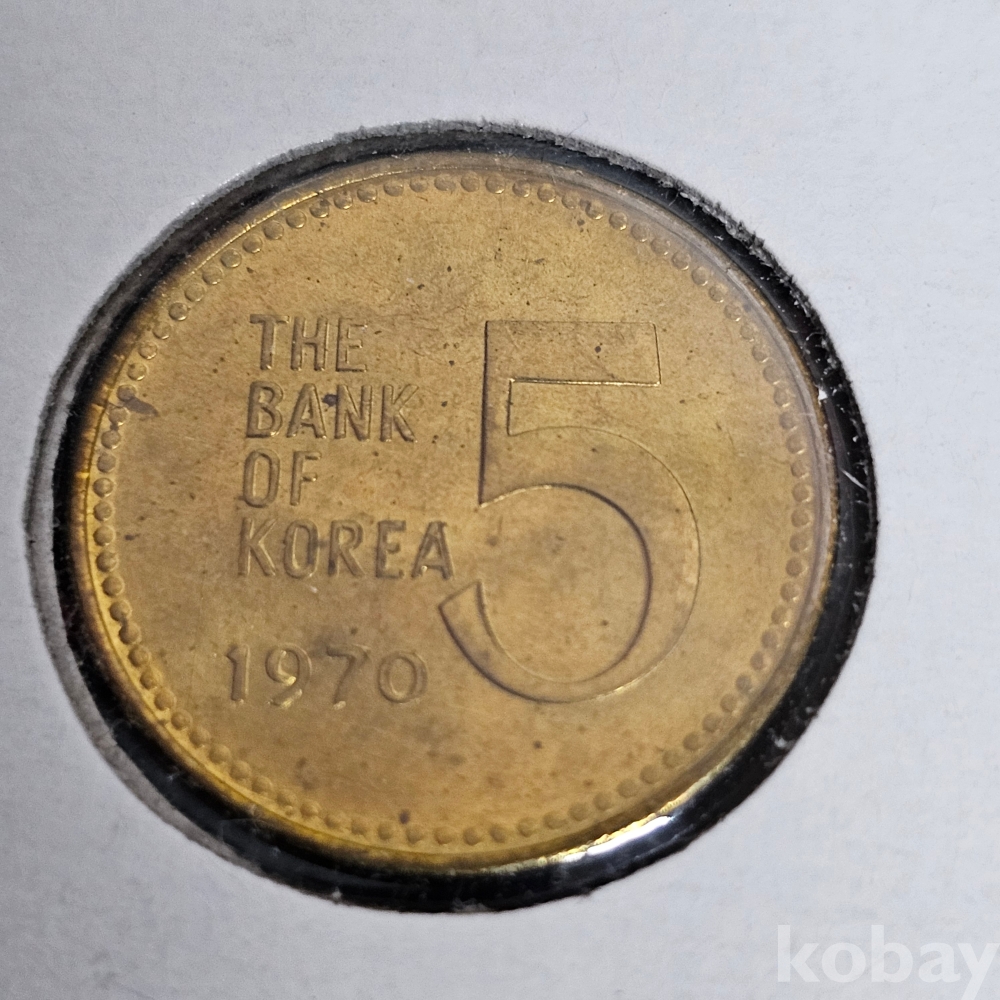 THE
BANK
OF
KOREA
5
1970
kobay